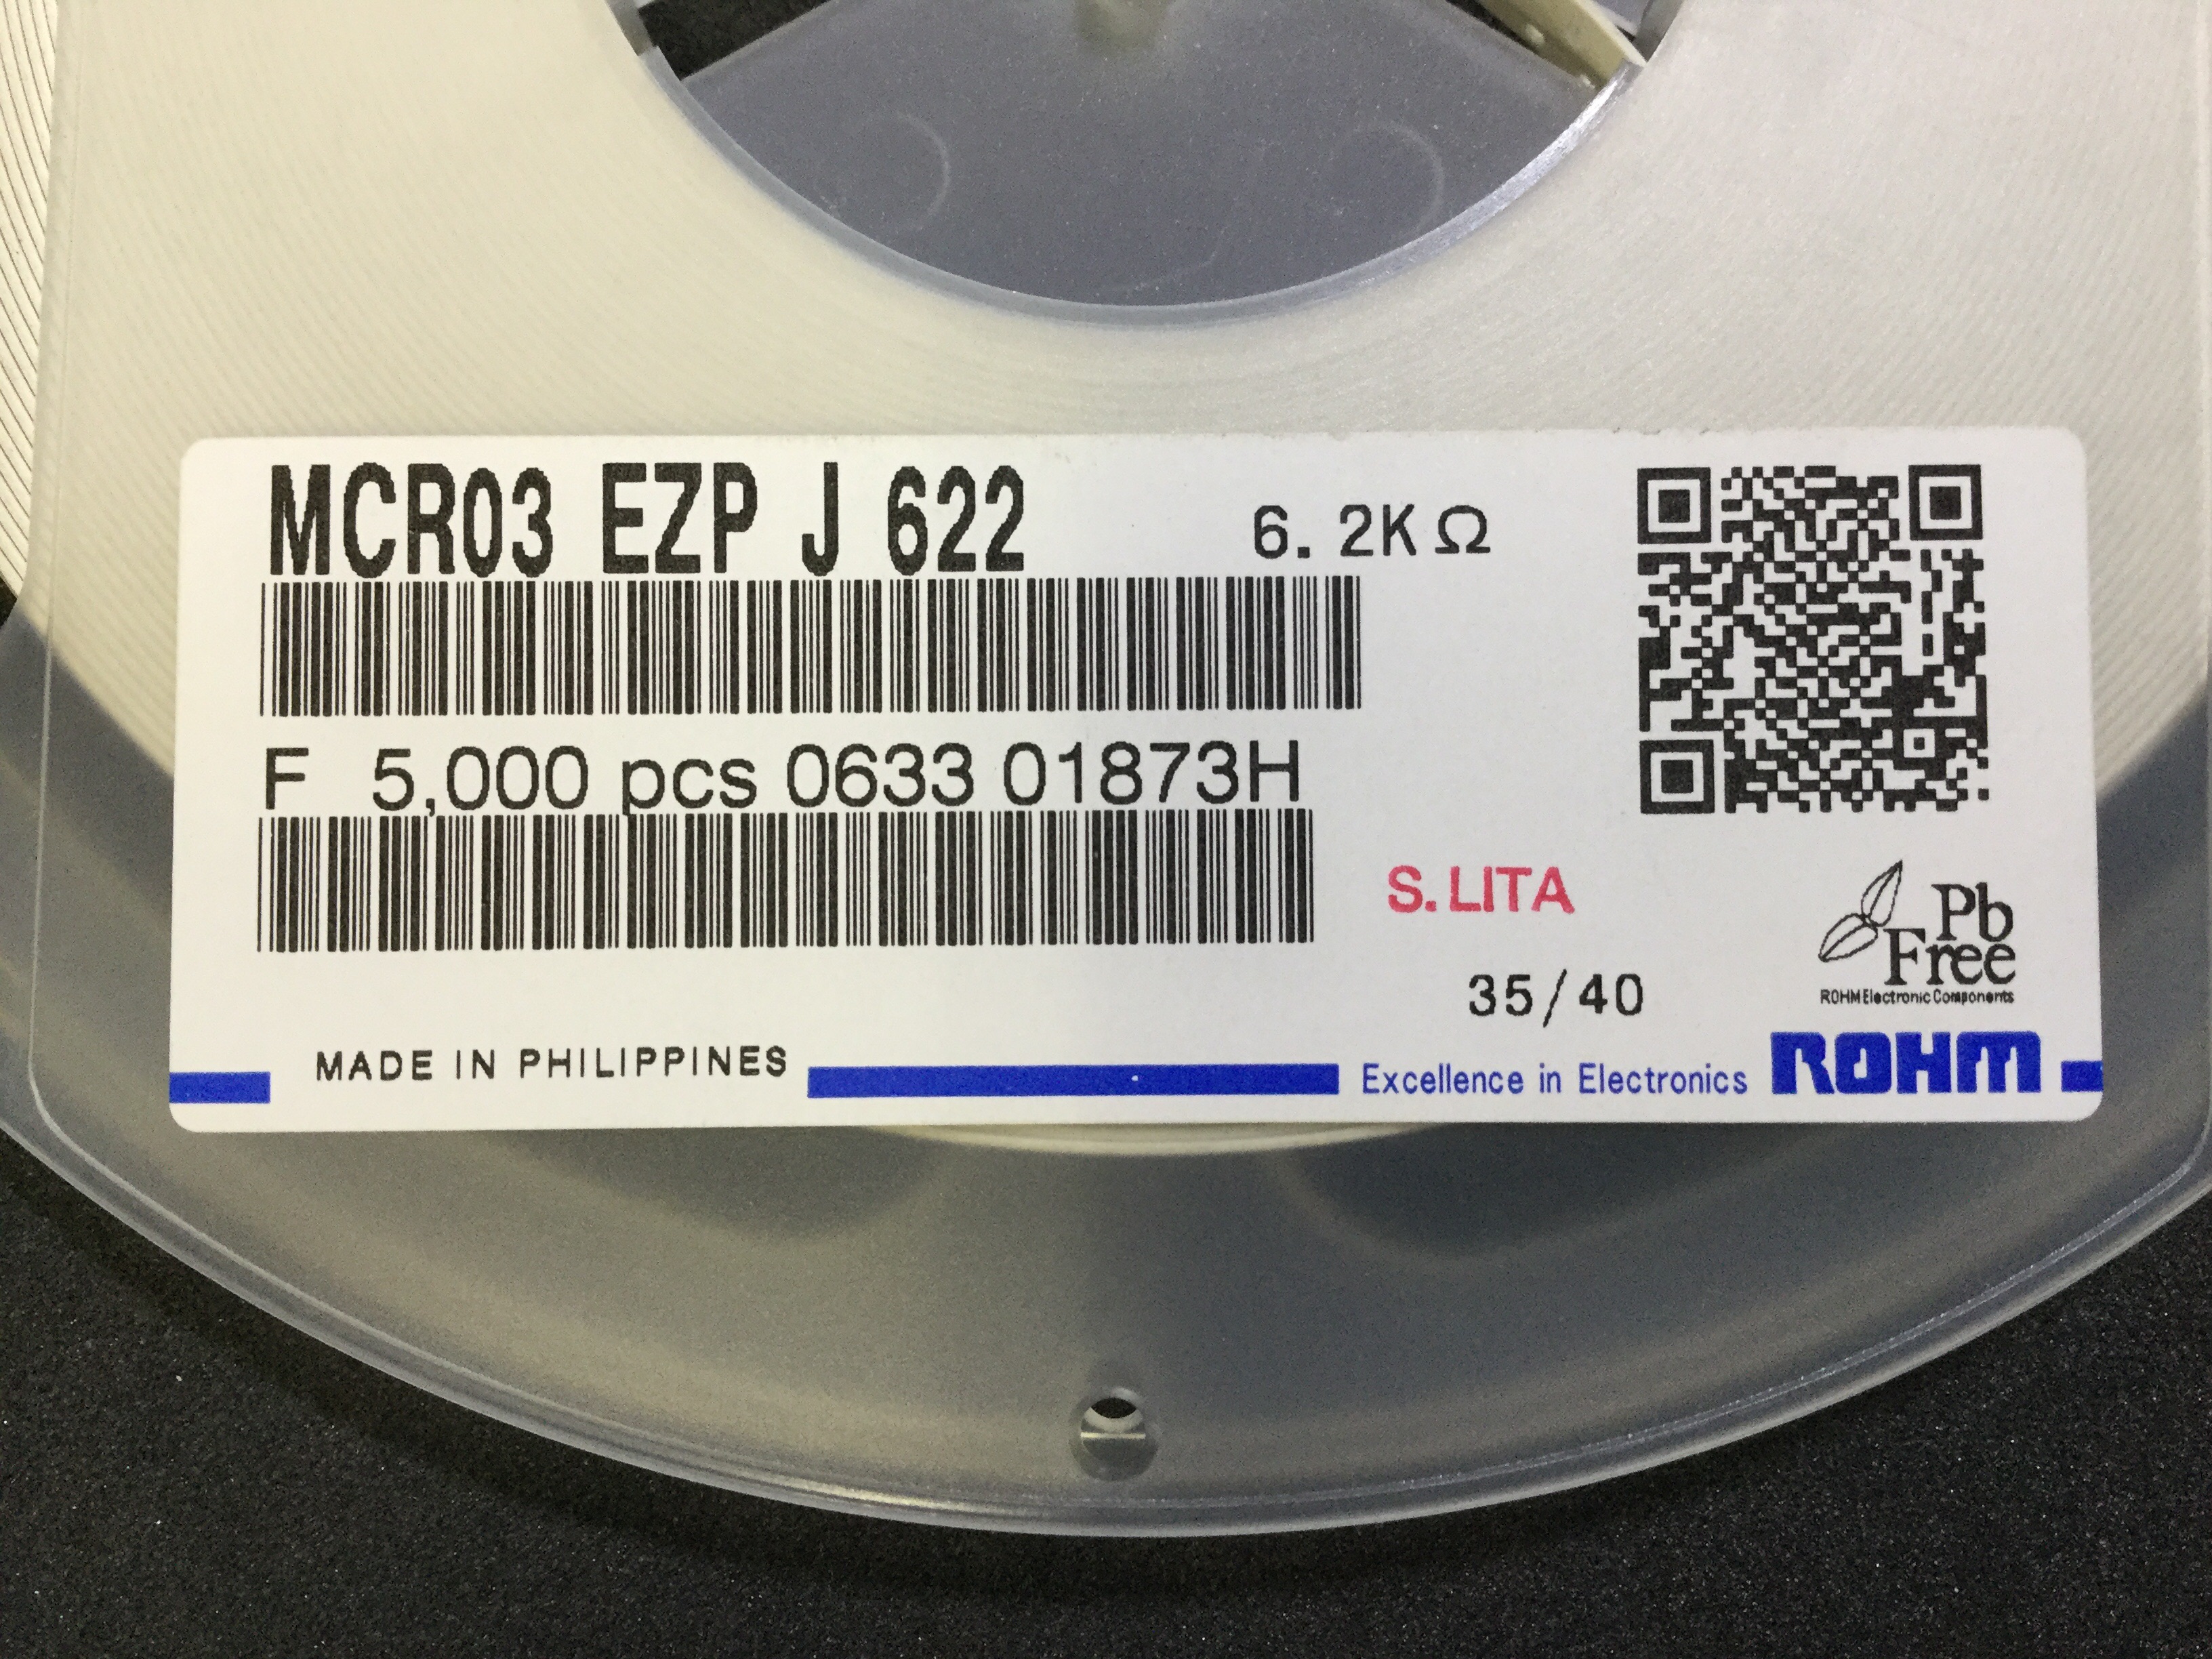 MCR03 EZP J 622 6.2KΩ
F 5,000 pcs 0633 01873H
S.LITA
Pb
Free
ROHM Electronic Components
35/40
MADE IN PHILIPPINES
Excellence in Electronics ROHM